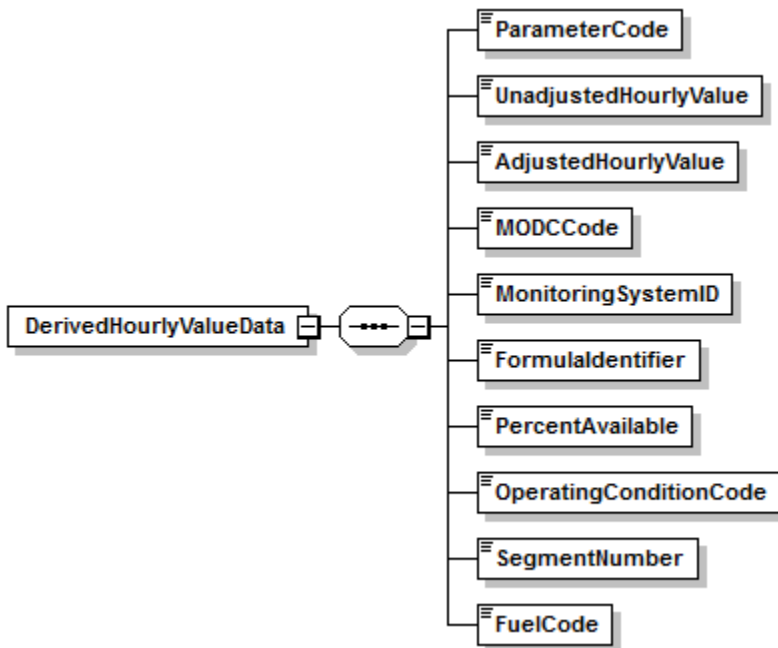 ParameterCode
UnadjustedHourlyValue
AdjustedHourlyValue
MODCCode
DerivedHourlyValueData
MonitoringSystemID
FormulaIdentifier
PercentAvailable
OperatingConditionCode
SegmentNumber
FuelCode